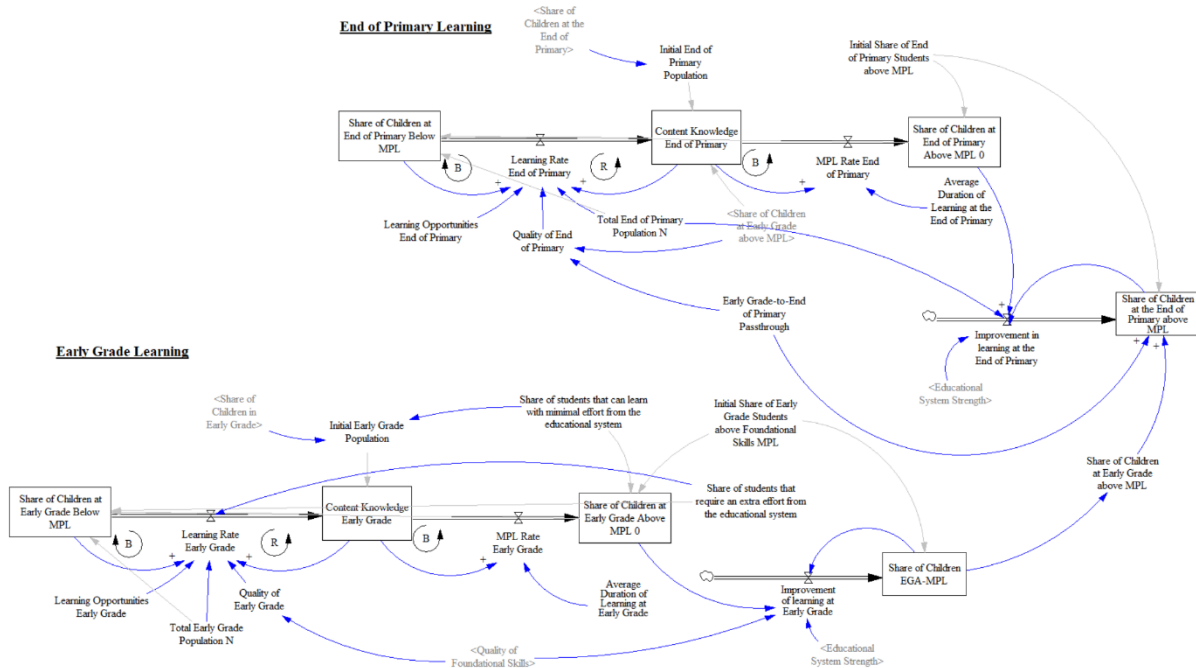 <Share of
Children at the
End of
Primary>
End of Primary Learning
Initial End of
Primary
Population
Initial Share of End
of Primary Students
above MPL
Share of Children at
End of Primary Below
MPL
Content Knowledge
End of Primary
Share of Children at
End of Primary
Above MPL 0
B
Learning Rate
End of Primary
R
B
MPL Rate End
of Primary
+
+
+
Average
Duration of
Learning at the
End of Primary
Learning Opportunities
End of Primary
Total End of Primary
Population N
<Share of Children
at Early Grade
above MPL>
Quality of
End of Primary
Early Grade-to-End
of Primary
Passthroug
+
Share of Children
at the End of
Primary above
MPL
Improvement in
learning at the
End of Primary
+
+
Early Grade Learning
<Educational
System Strength>
<Share of
Children in
Early Grade>
Initial Early Grade
Population
Share of students that can learn
with minimal effort from the
educational system
Initial Share of Early
Grade Students
above Foundational
Skills MPL
Share of Children
at Early Grade
above MPL
Share of Children at
Early Grade Below
MPL
Content Knowledge
Early Grade
Share of Children at
Early Grade Above
MPL 0
Share of students that
require an extra effort from
the educational system
B
Learning Rate
Early Grade
R
B
MPL Rate
Early Grade
+
+
+
Share of Children
EGA-MPL
Learning Opportunities
Early Grade
Quality of
Early Grade
Average
Duration of
Learning at
Early Grade
Improvement
of learning at
Early Grade
Total Early Grade
Population N
<Quality of
Foundational Skills>
<Educational
System Strength>